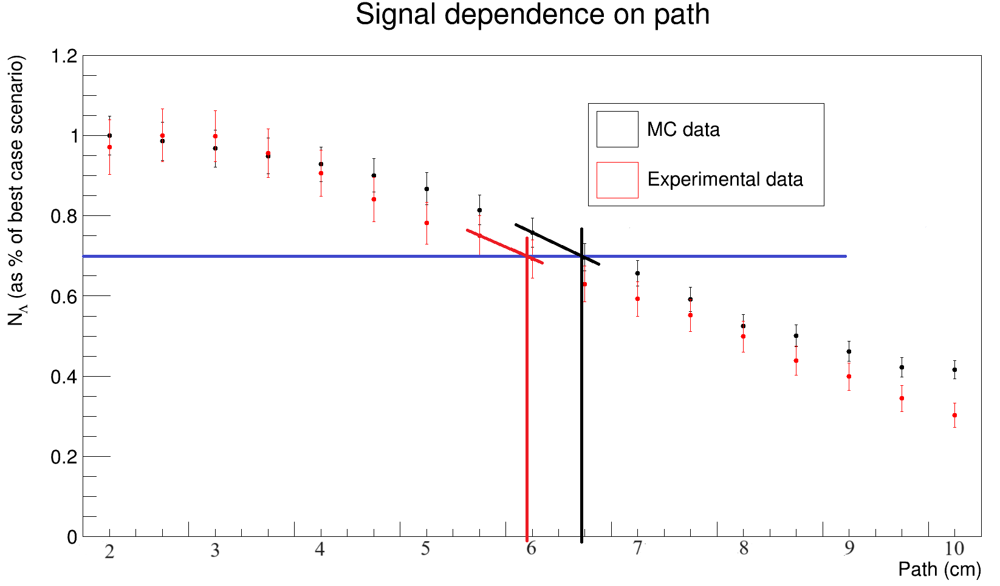 Signal dependence on path
N_Λ (as % of best case scenario)
1.2
1
0.8
0.6
0.4
0.2
0
MC data
Experimental data
2 3 4 5 6 7 8 9 10
Path (cm)